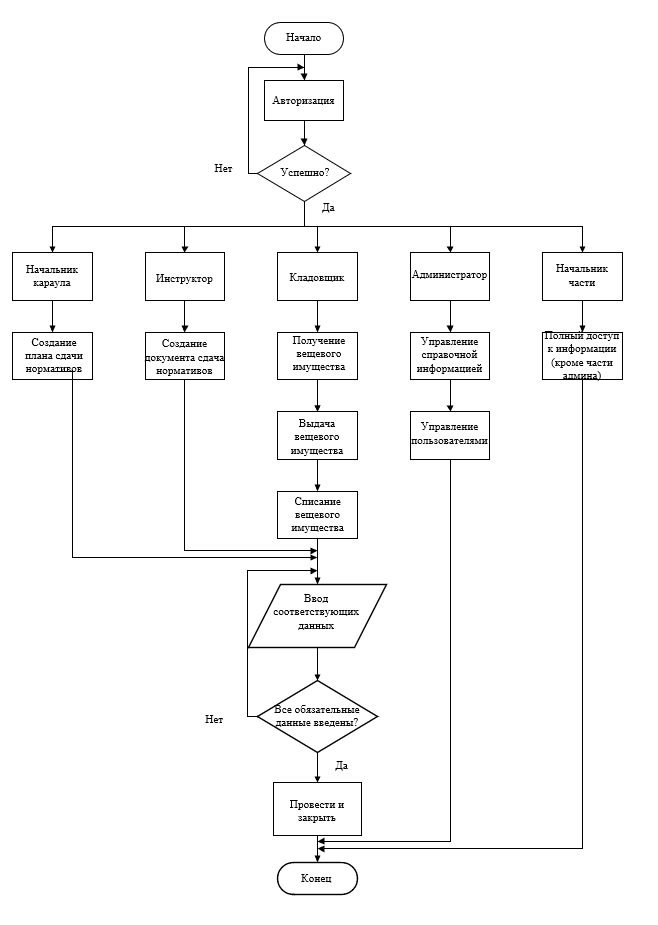 Начало
Авторизация
Нет
Успешно?
Да
Начальник
караула
Инструктор
Кладовщик
Администратор
Начальник
части
Создание
плана сдачи
нормативов
Создание
документа сдача
нормативов
Получение
вещевого
имущества
Управление
справочной
информацией
Полный доступ
к информации
(кроме части
админа)
Выдача
вещевого
имущества
Управление
пользователями
Списание
вещевого
имущества
Ввод
соответствующих
данных
Все обязательные
данные введены?
Нет
Да
Провести и
закрыть
Конец